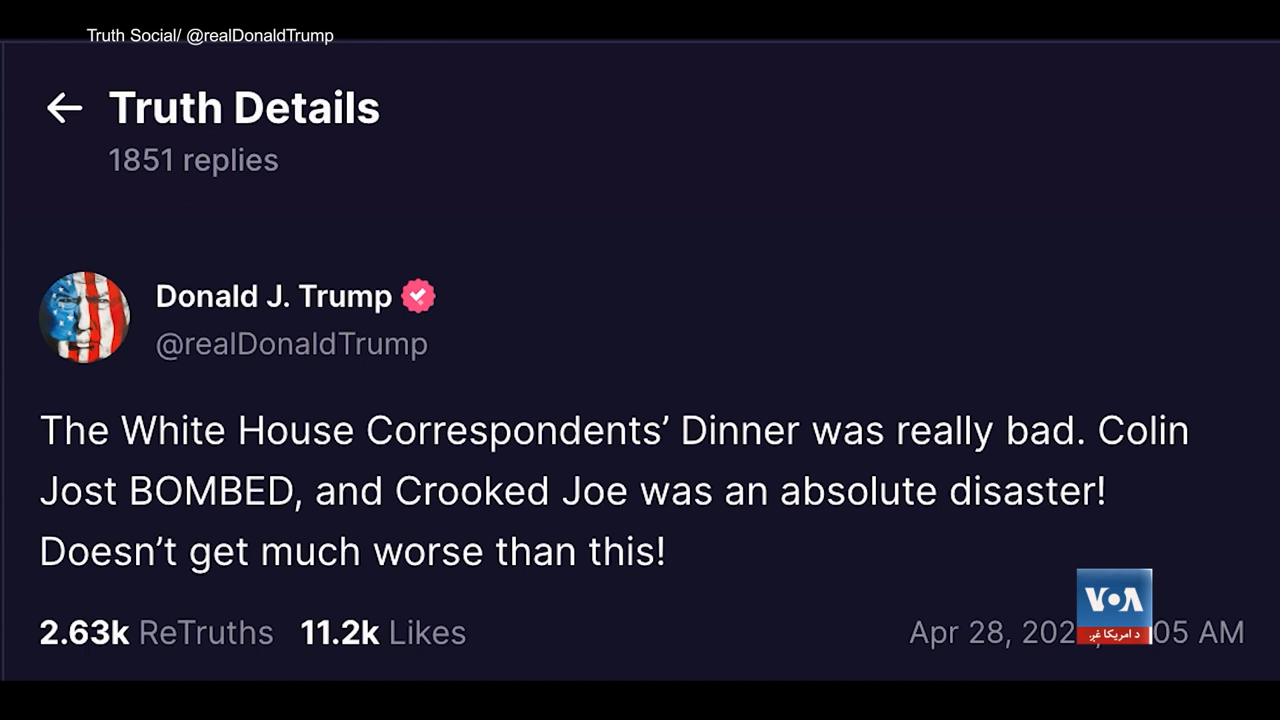 Truth Social/ @realDonaldTrump
Truth Details
1851 replies
Donald J. Trump
@realDonaldTrump
The White House Correspondents’ Dinner was really bad. Colin
Jost BOMBED, and Crooked Joe was an absolute disaster!
Doesn’t get much worse than this!
2.63k ReTruths 11.2k Likes
Apr 28, 05 AM
VOA
د امریکا غږ